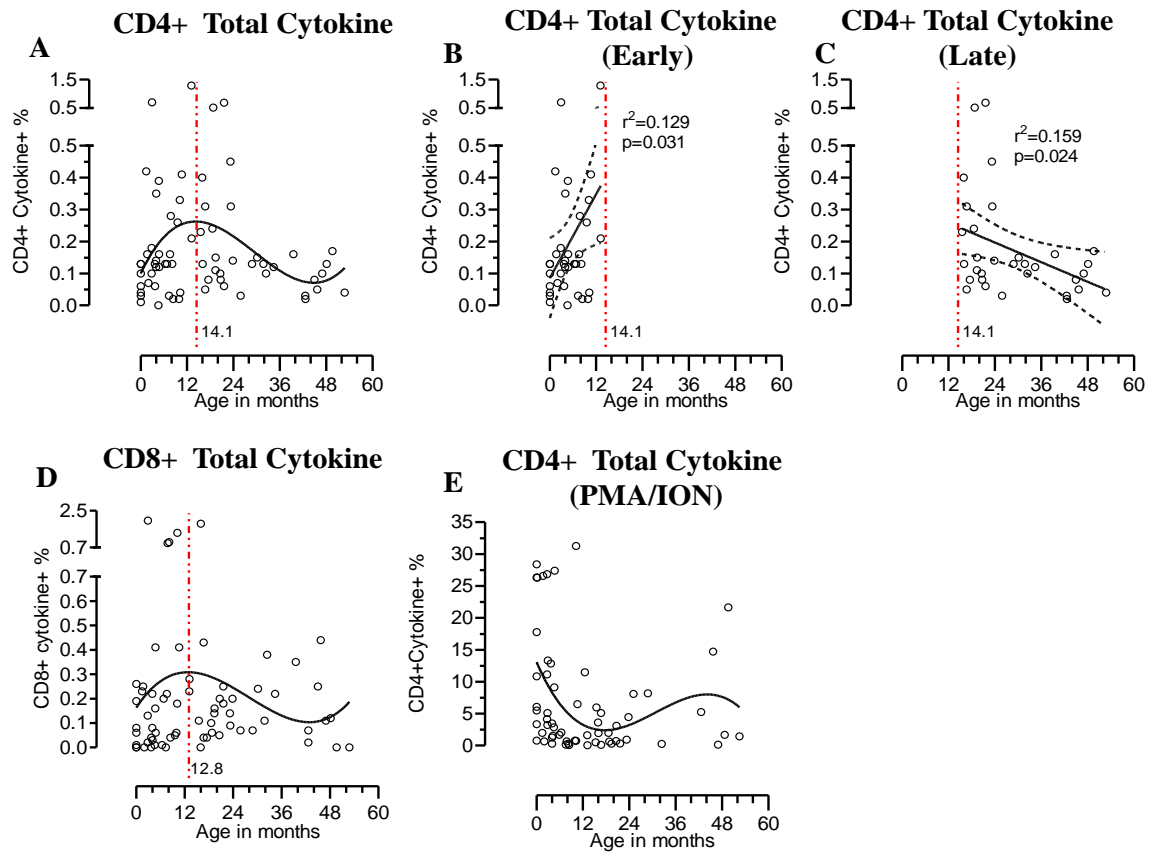 A
CD4+ Total Cytokine
CD4+ Cytokine+ %
1.5
0.5
0.5
0.4
0.3
0.2
0.1
0.0
14.1
0 12 24 36 48 60
Age in months
B
CD4+ Total Cytokine
(Early)
CD4+ Cytokine+ %
1.5
0.5
0.5
0.4
0.3
0.2
0.1
0.0
r²=0.129
p=0.031
14.1
0 12 24 36 48 60
Age in months
C
CD4+ Total Cytokine
(Late)
CD4+ Cytokine+ %
1.5
0.5
0.5
0.4
0.3
0.2
0.1
0.0
r²=0.159
p=0.024
14.1
0 12 24 36 48 60
Age in months
D
CD8+ Total Cytokine
CD8+ cytokine+ %
2.5
0.7
0.7
0.6
0.5
0.4
0.3
0.2
0.1
0.0
12.8
0 12 24 36 48 60
Age in months
E
CD4+ Total Cytokine
(PMA/ION)
CD4+Cytokine+ %
35
30
25
20
15
10
5
0
0 12 24 36 48 60
Age in months